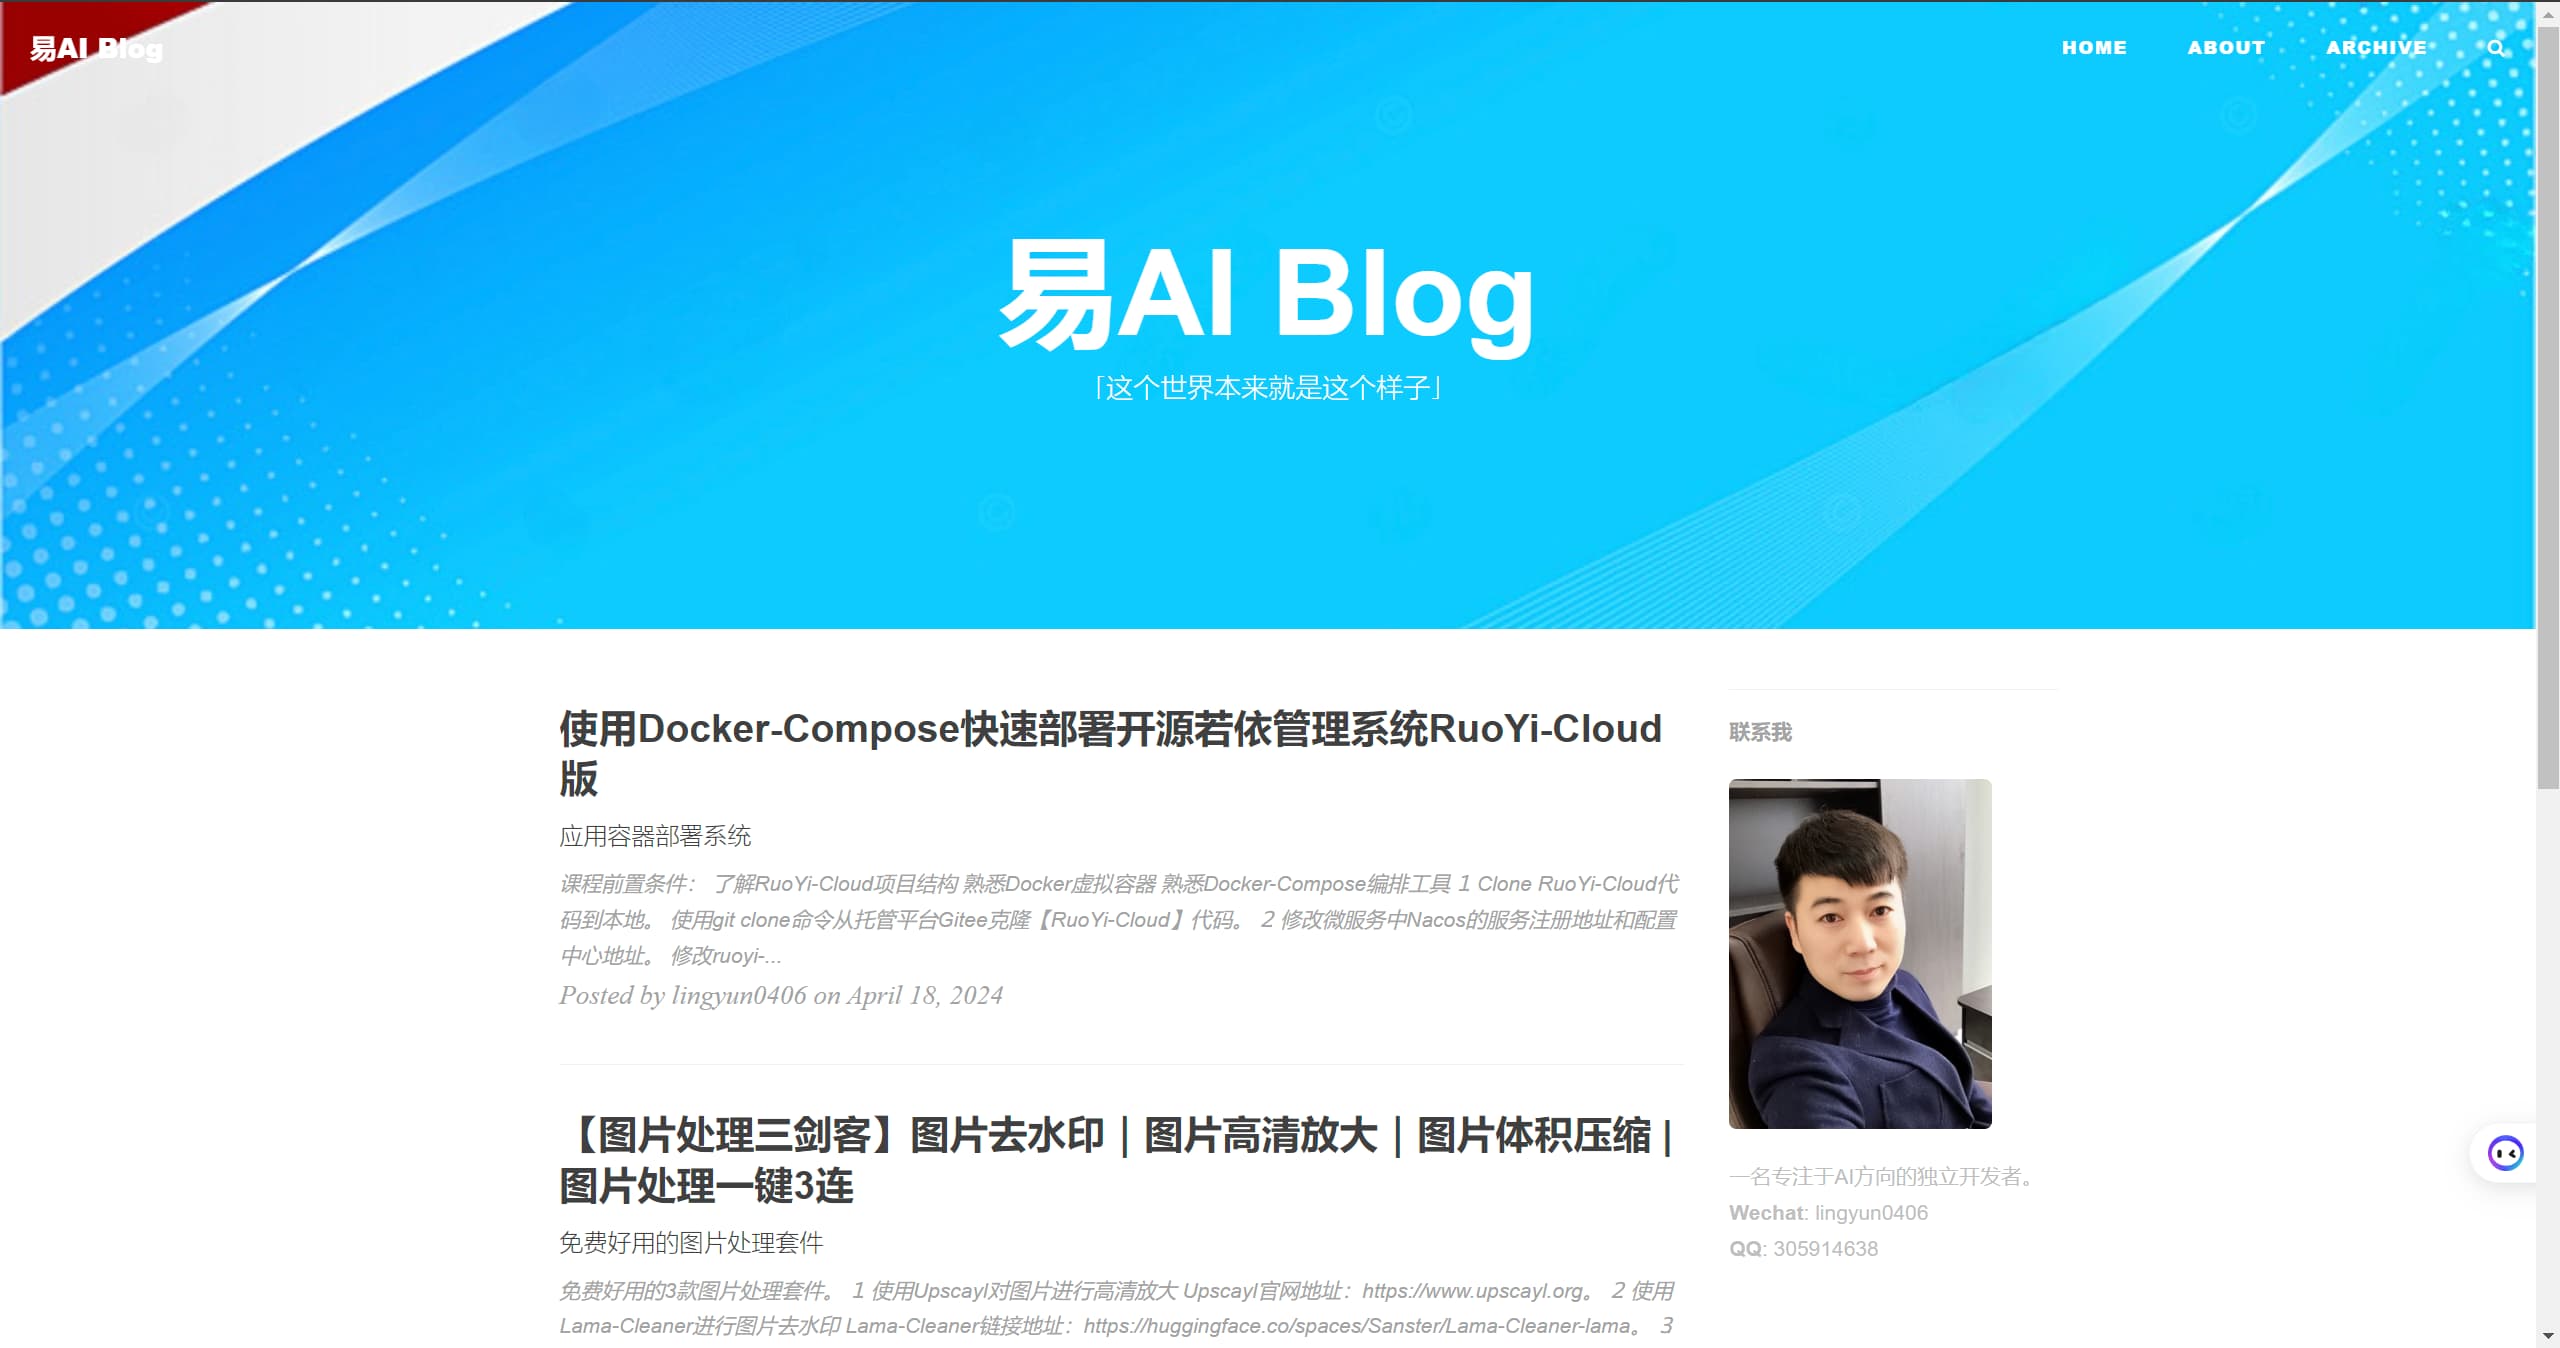 易AI Blog
HOME ABOUT ARCHIVE
易AI Blog
「这个世界本来就是这个样子」
使用Docker-Compose快速部署开源若依管理系统RuoYi-Cloud
版
应用容器部署系统
课程前置条件： 了解RuoYi-Cloud项目结构 熟悉Docker虚拟容器 熟悉Docker-Compose编排工具 1 Clone RuoYi-Cloud代
码到本地。 使用git clone命令从托管平台Gitee克隆【RuoYi-Cloud】代码。 2 修改微服务中Nacos的服务注册地址和配置
中心地址。 修改ruoyi-...
Posted by lingyun0406 on April 18, 2024
【图片处理三剑客】图片去水印｜图片高清放大｜图片体积压缩 |
图片处理一键3连
免费好用的图片处理套件
免费好用的3款图片处理套件。 1 使用Upscayl对图片进行高清放大 Upscayl官网地址：https://www.upscayl.org。 2 使用
Lama-Cleaner进行图片去水印 Lama-Cleaner链接地址：https://huggingface.co/spaces/Sanster/Lama-Cleaner-lama。 3
联系我
一名专注于AI方向的独立开发者。
Wechat: lingyun0406
QQ: 305914638